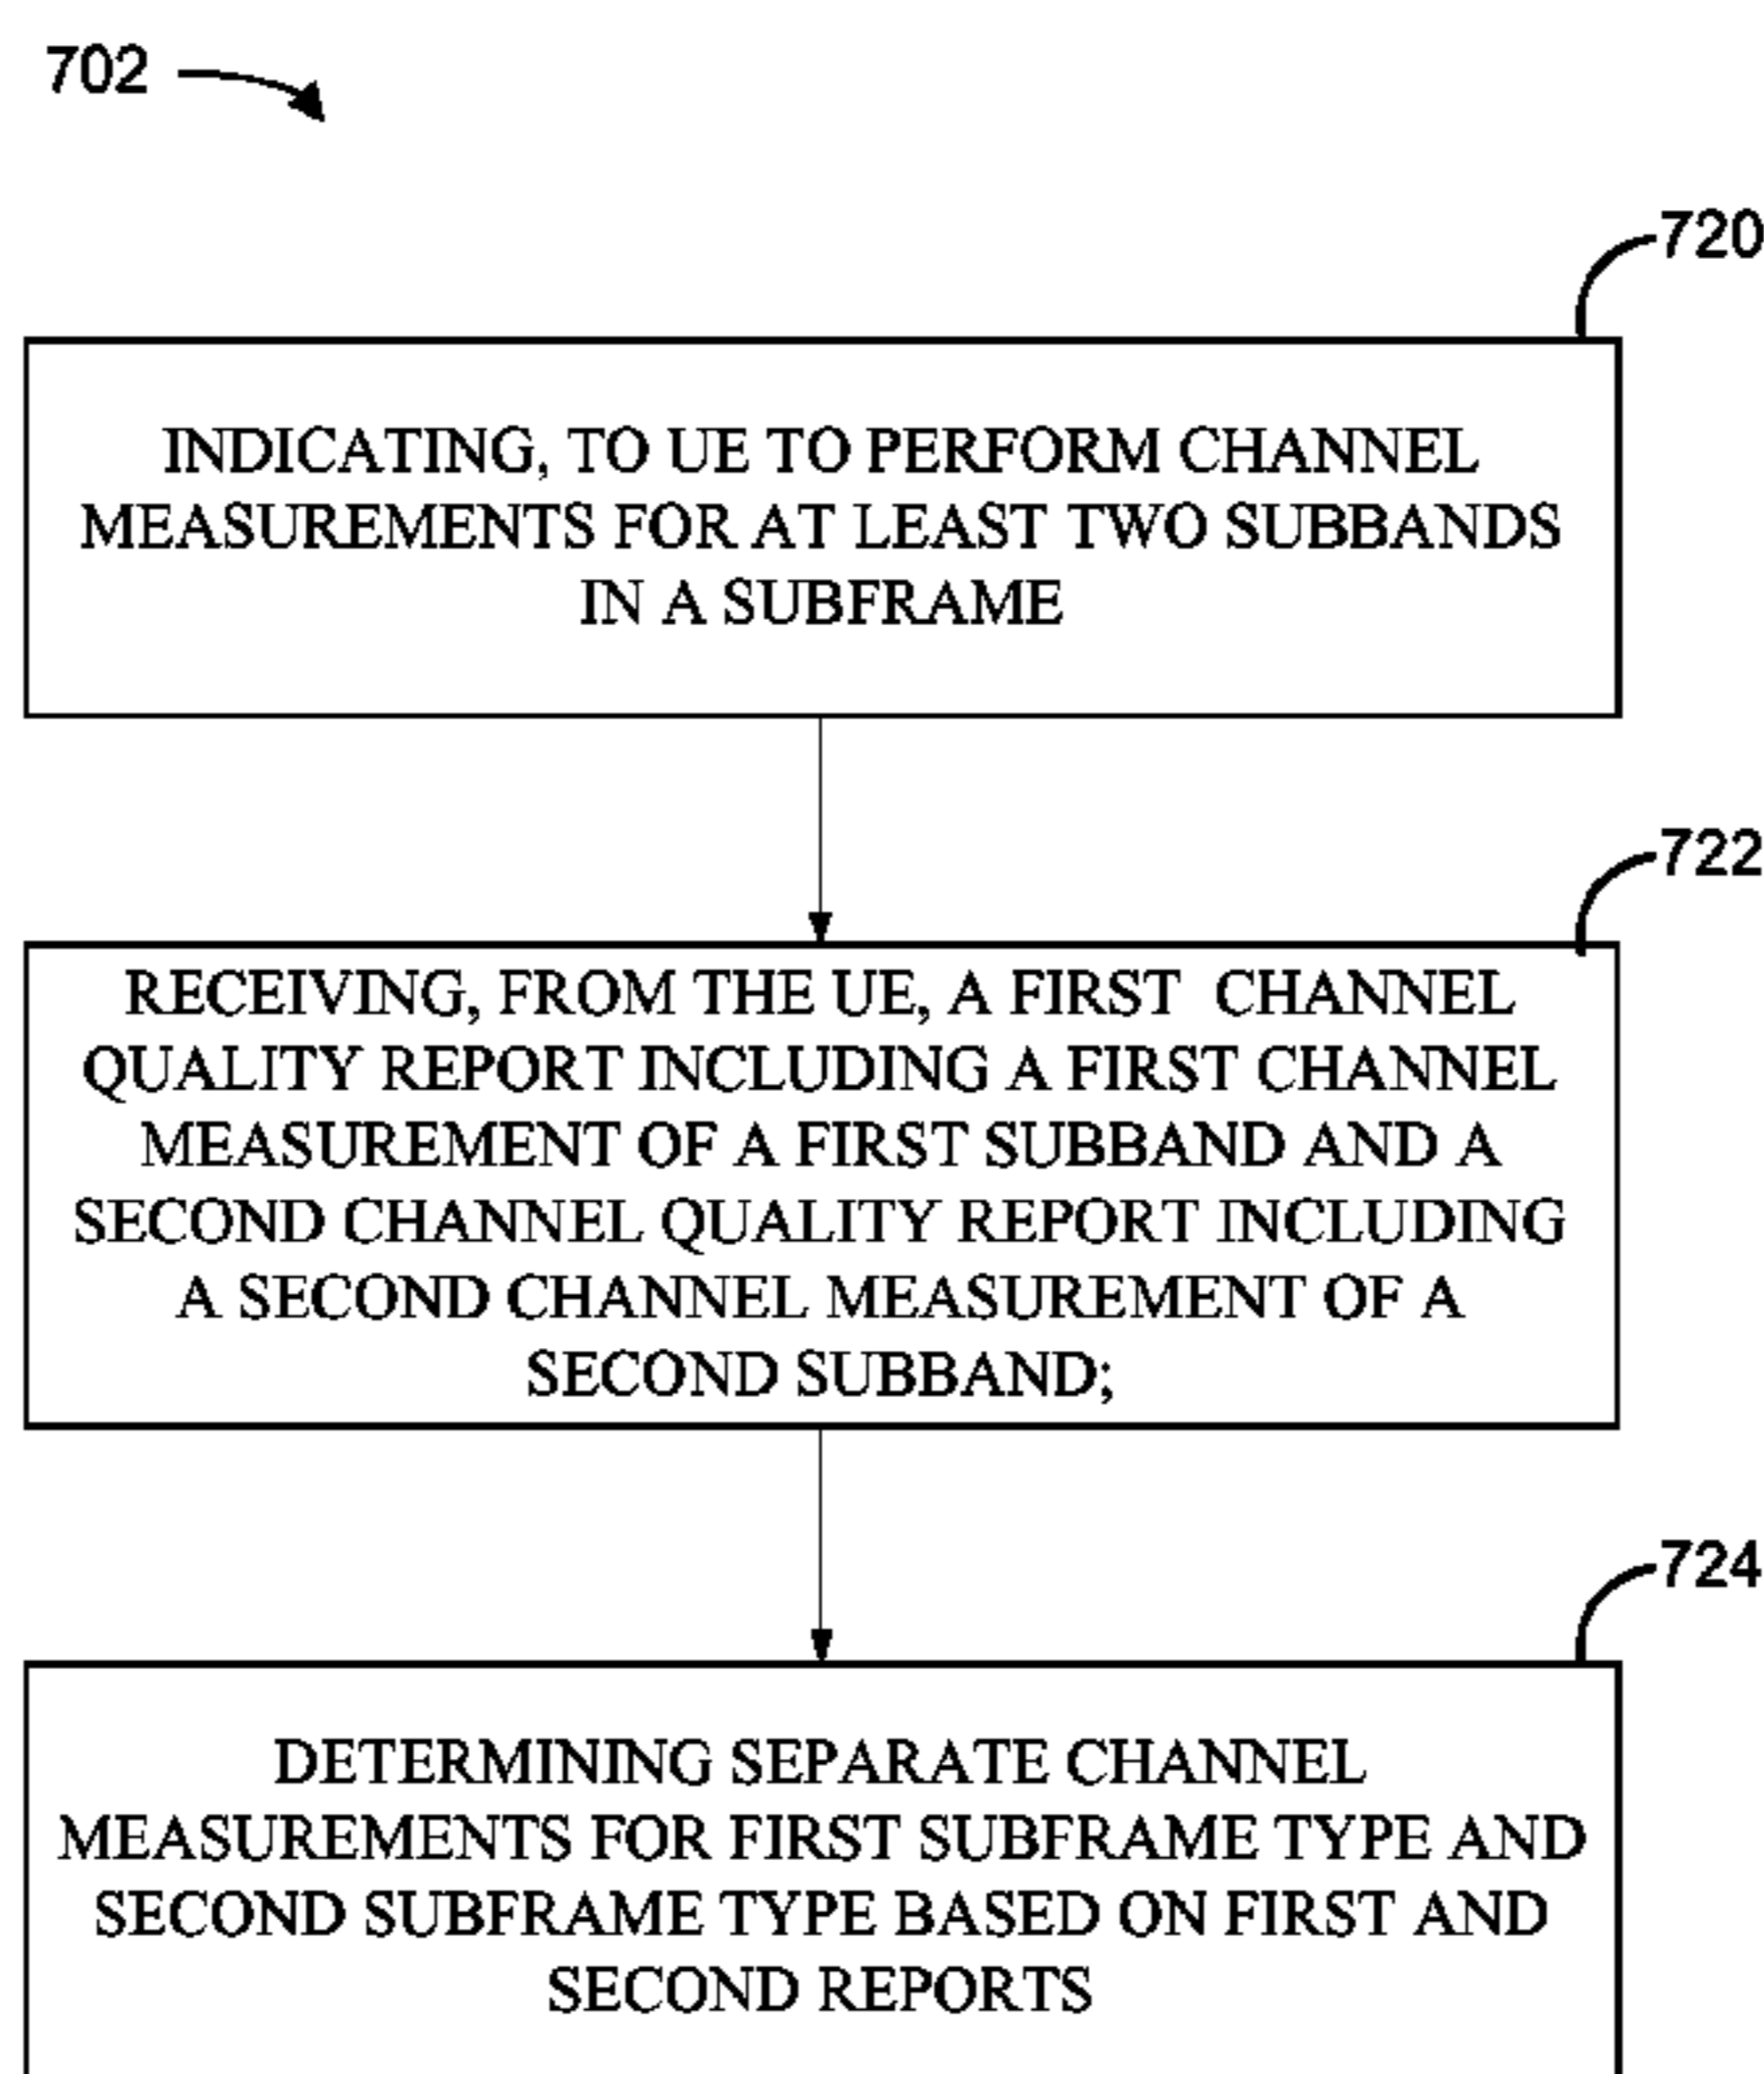 702
720
INDICATING, TO UE TO PERFORM CHANNEL
MEASUREMENTS FOR AT LEAST TWO SUBBANDS
IN A SUBFRAME
722
RECEIVING, FROM THE UE, A FIRST CHANNEL
QUALITY REPORT INCLUDING A FIRST CHANNEL
MEASUREMENT OF A FIRST SUBBAND AND A
SECOND CHANNEL QUALITY REPORT INCLUDING
A SECOND CHANNEL MEASUREMENT OF A
SECOND SUBBAND;
724
DETERMINING SEPARATE CHANNEL
MEASUREMENTS FOR FIRST SUBFRAME TYPE AND
SECOND SUBFRAME TYPE BASED ON FIRST AND
SECOND REPORTS